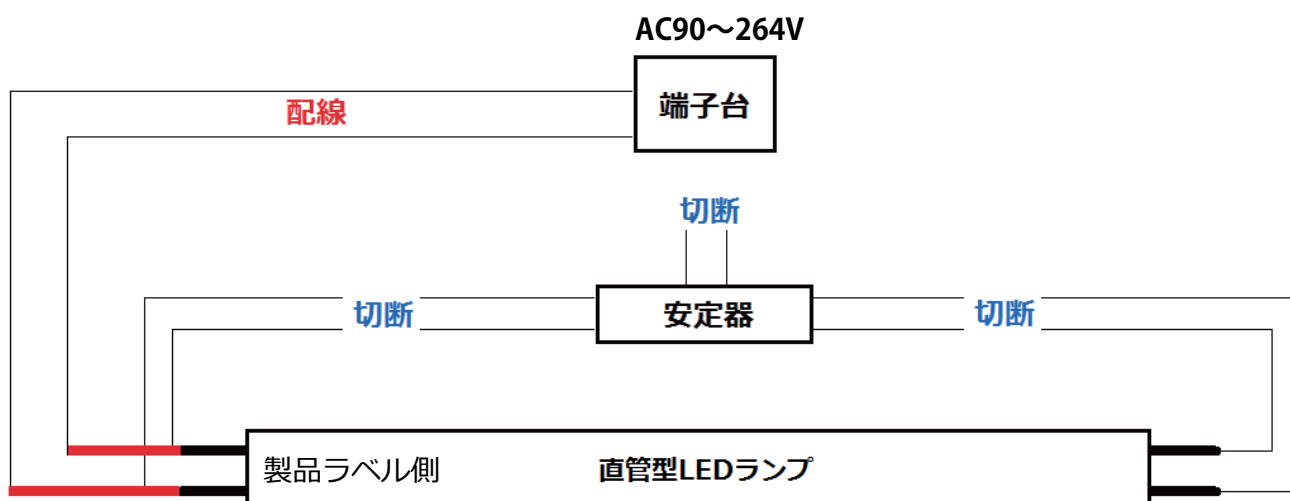 AC90～264V
端子台
配線
切断
切断
安定器
切断
製品ラベル側
直管型LEDランプ